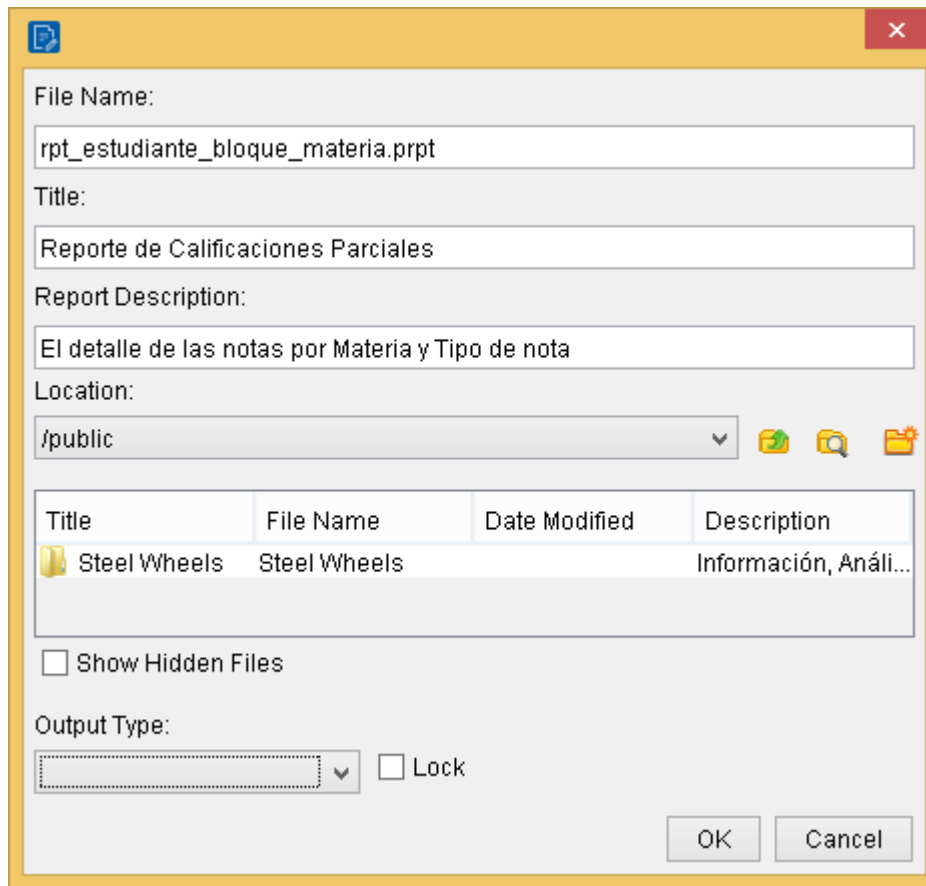 File Name:
rpt_estudiante_bloque_materia.prpt
Title:
Reporte de Calificaciones Parciales
Report Description:
El detalle de las notas por Materia y Tipo de nota
Location:
/public
Title File Name Date Modified Description
Steel Wheels Steel Wheels Información, Análi...
Show Hidden Files
Output Type:
Lock
OK Cancel